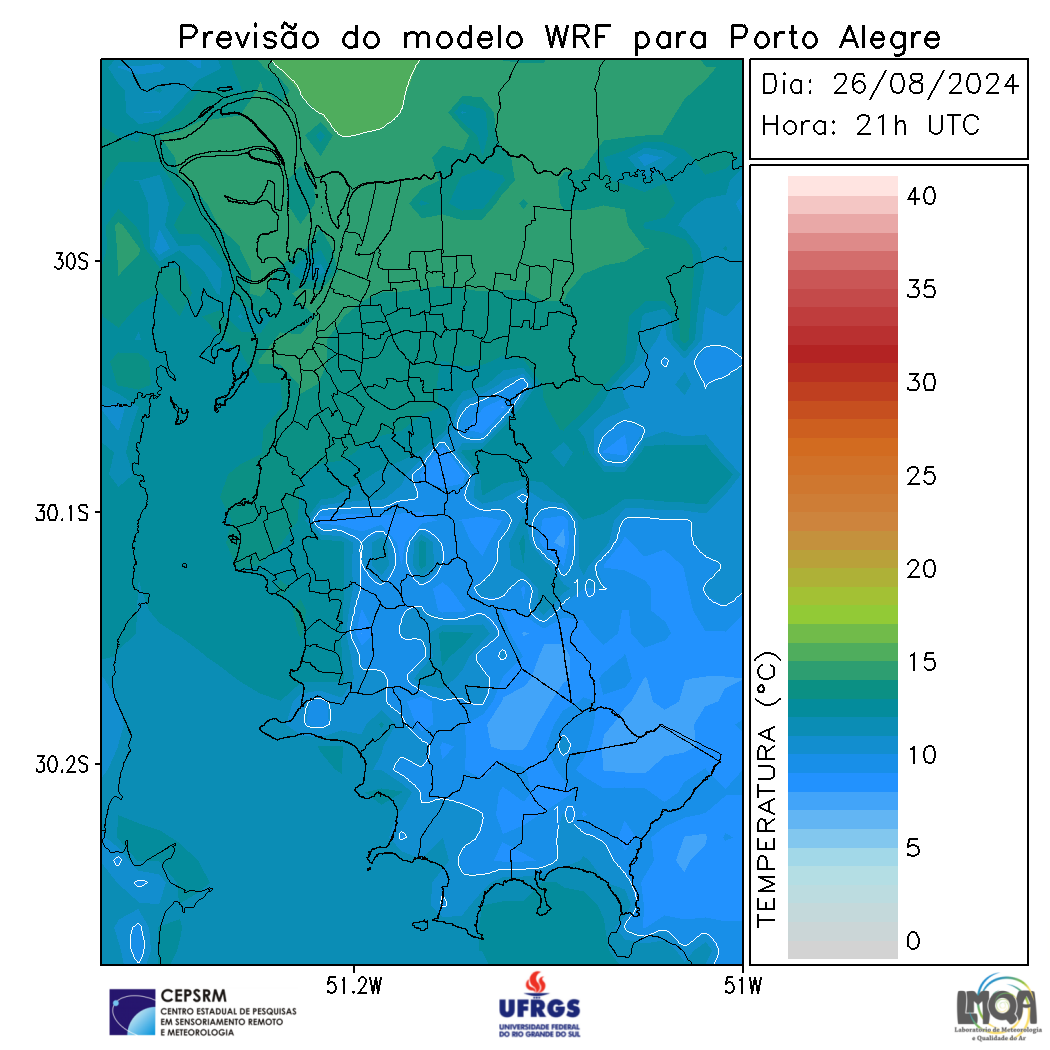 Previsão do modelo WRF para Porto Alegre
Dia: 26/08/2024
Hora: 21h UTC
40
35
30
25
20
15
10
5
0
TEMPERATURA (°C)
30S
30.1S
30.2S
51.2W
51W
10
10
CEPSRM
CENTRO ESTADUAL DE PESQUISAS
EM SENSORIAMENTO REMOTO
E METEOROLOGIA
UFRGS
UNIVERSIDADE FEDERAL
DO RIO GRANDE DO SUL
LMQA
Laboratório de Meteorologia
e Qualidade do Ar